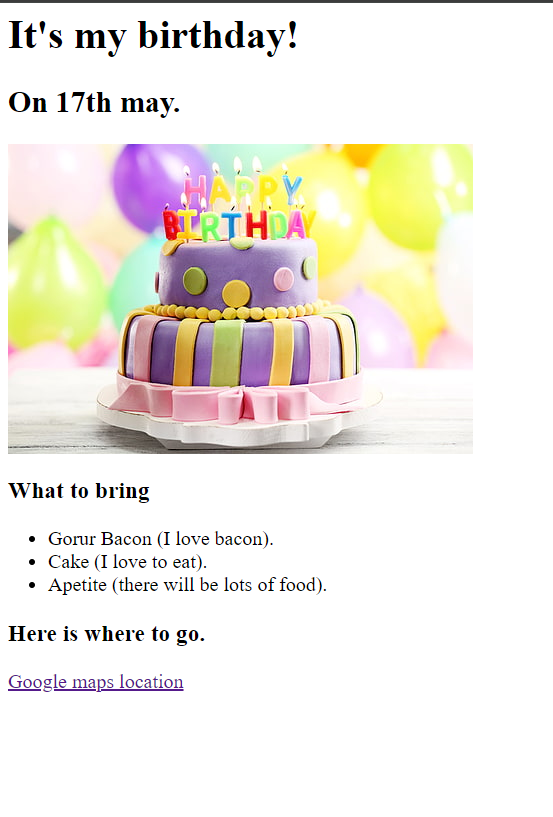 It's my birthday!
On 17th may.
HAPPY
BIRTHDAY
What to bring
Gorur Bacon (I love bacon).
Cake (I love to eat).
Apetite (there will be lots of food).
Here is where to go.
Google maps location